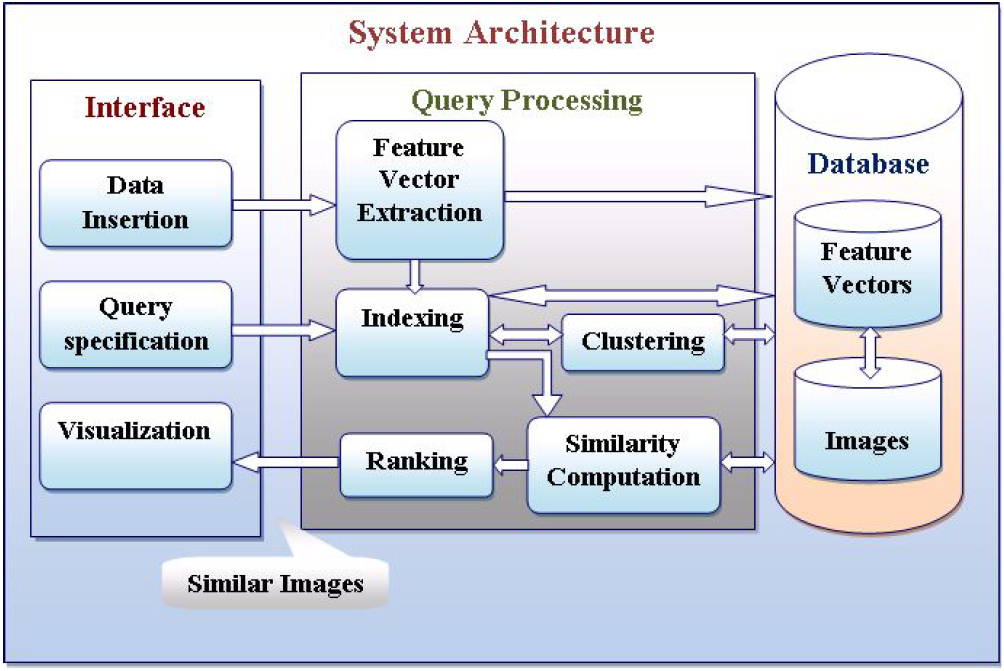 System Architecture
Interface
Data
Insertion
Query
specification
Visualization
Query Processing
Feature
Vector
Extraction
Indexing
Clustering
Similarity
Computation
Ranking
Database
Feature
Vectors
Images
Similar Images